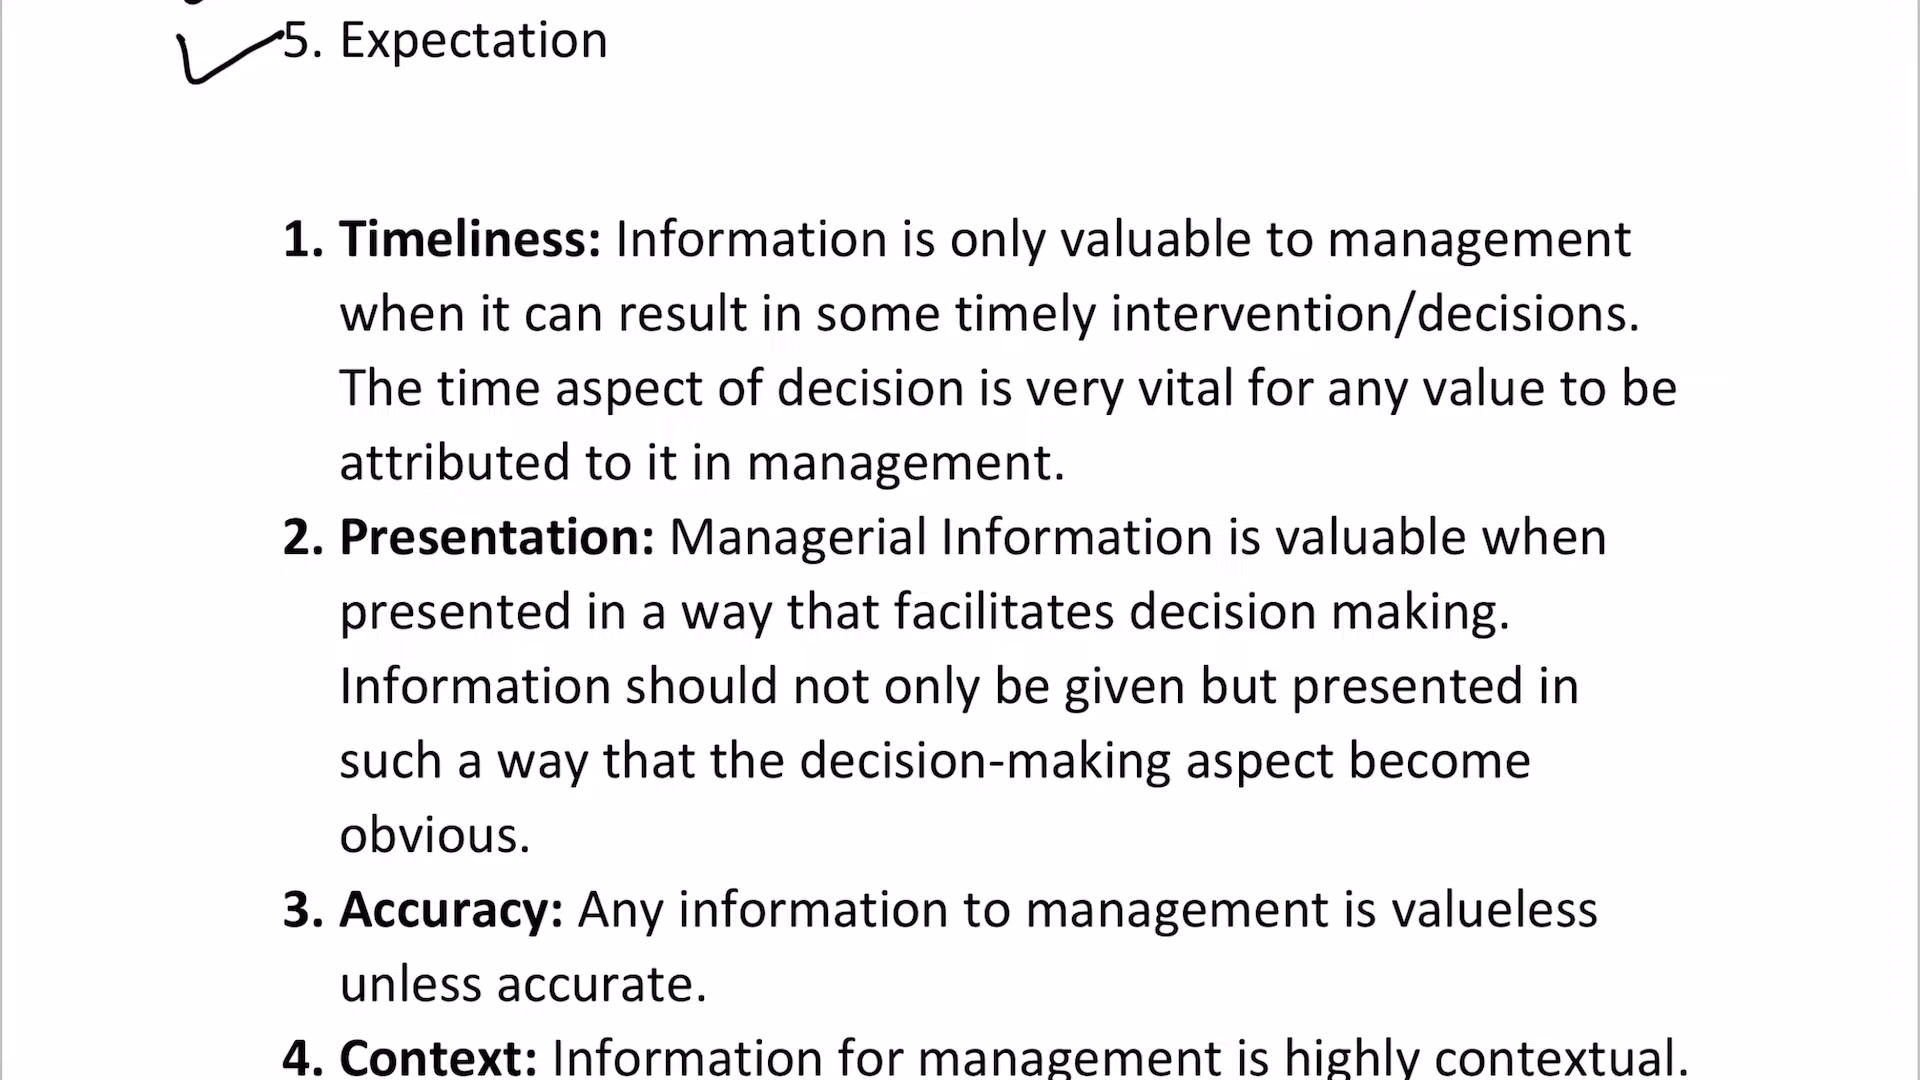 5. Expectation
1. Timeliness: Information is only valuable to management
when it can result in some timely intervention/decisions.
The time aspect of decision is very vital for any value to be
attributed to it in management.
2. Presentation: Managerial Information is valuable when
presented in a way that facilitates decision making.
Information should not only be given but presented in
such a way that the decision-making aspect become
obvious.
3. Accuracy: Any information to management is valueless
unless accurate.
4. Context: Information for management is highly contextual.